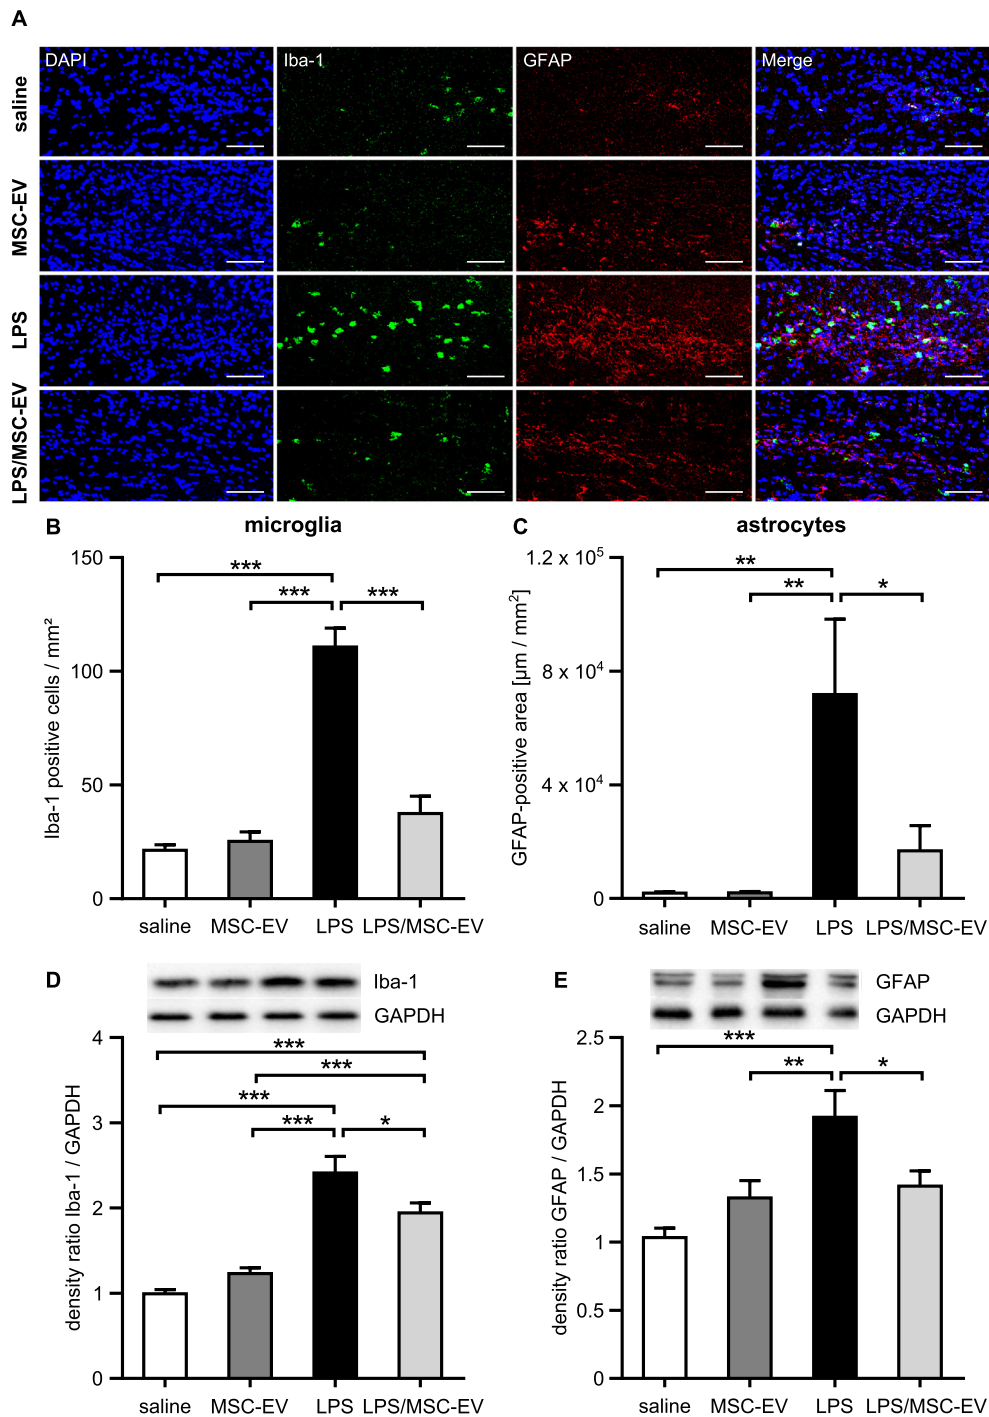 A
DAPI Iba-1 GFAP Merge
saline
MSC-EV
LPS
LPS/MSC-EV
B microglia
Iba-1 positive cells / mm²
150
100
50
0
***
*** ***
saline MSC-EV LPS LPS/MSC-EV
C astrocytes
GFAP-positive area [µm / mm²]
1.2 x 10⁵
8 x 10⁴
4 x 10⁴
0
**
** *
saline MSC-EV LPS LPS/MSC-EV
D
Iba-1
GAPDH
density ratio Iba-1 / GAPDH
4
3
2
1
0
***
***
***
*** *
saline MSC-EV LPS LPS/MSC-EV
E
GFAP
GAPDH
density ratio GFAP / GAPDH
2.5
2
1.5
1
0.5
0
***
** *
saline MSC-EV LPS LPS/MSC-EV